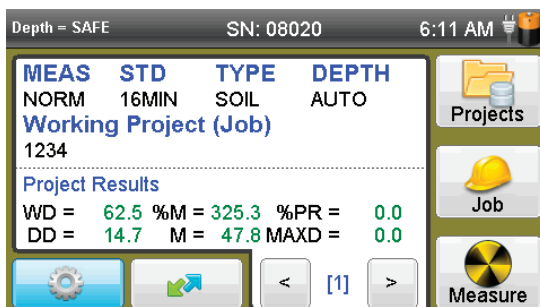 Depth = SAFE SN: 08020 6:11 AM
MEAS STD TYPE DEPTH
NORM 16MIN SOIL AUTO
Working Project (Job)
1234
Project Results
WD = 62.5 %M = 325.3 %PR = 0.0
DD = 14.7 M = 47.8 MAXD = 0.0
< [1] >
Projects
Job
Measure